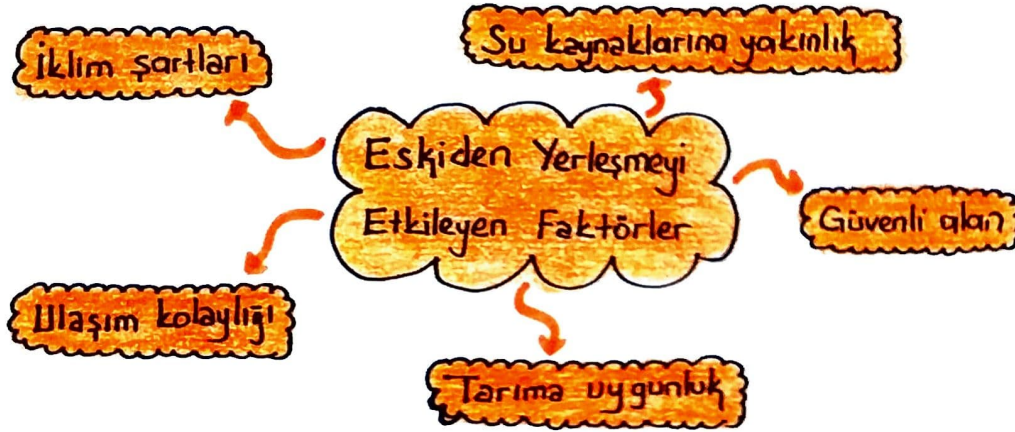 İklim şartları
Su kaynaklarına yakınlık
Eskiden Yerleşmeyi
Etkileyen Faktörler
Güvenli alan
Ulaşım kolaylığı
Tarıma uygunluk